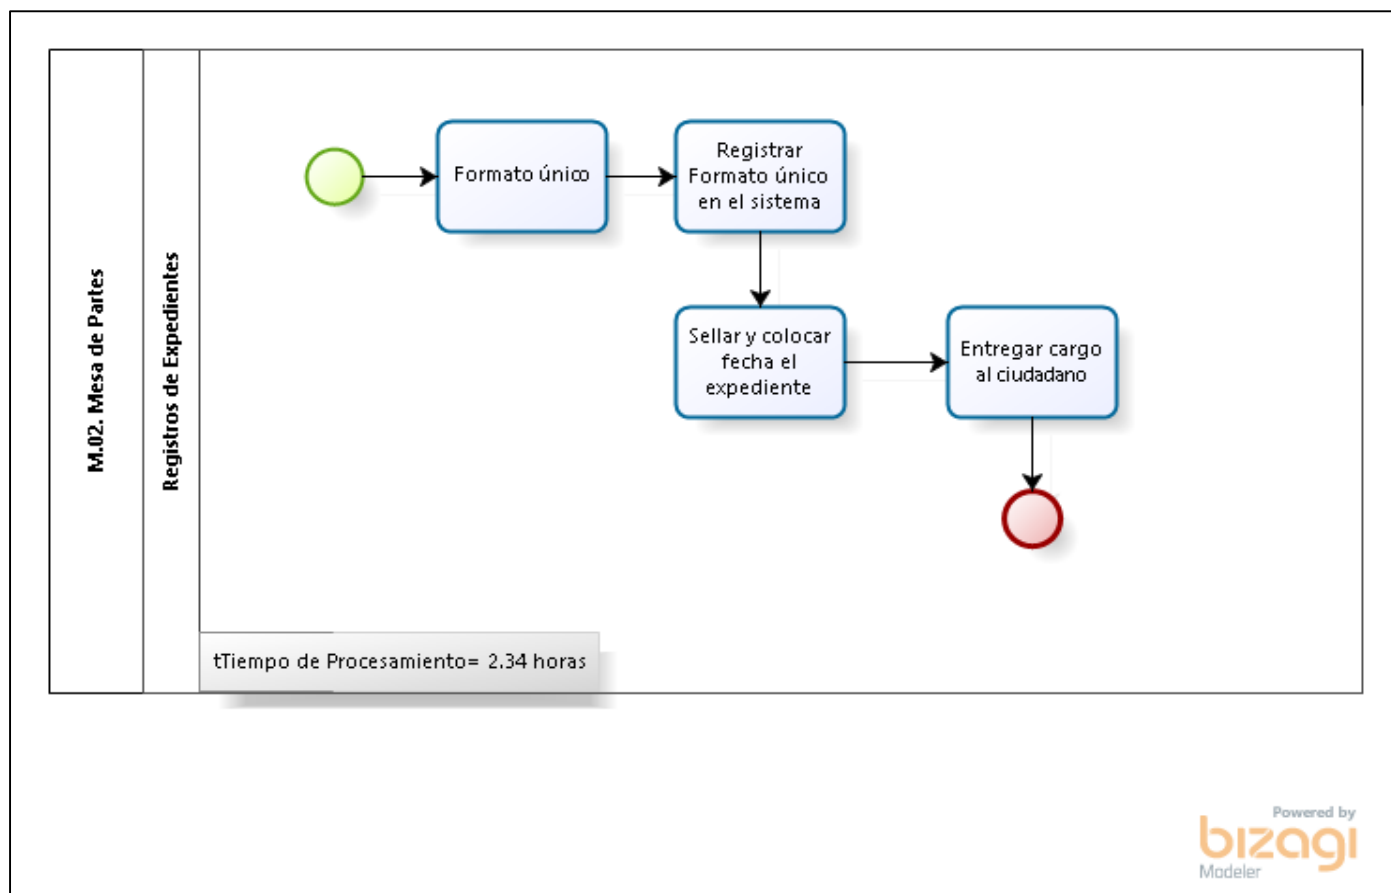 M.02. Mesa de Partes
Registros de Expedientes
Formato único
Registrar
Formato único
en el sistema
Sellar y colocar
fecha el
expediente
Entregar cargo
al ciudadano
tTiempo de Procesamiento= 2.34 horas
Powered by
bizagi
Modeler